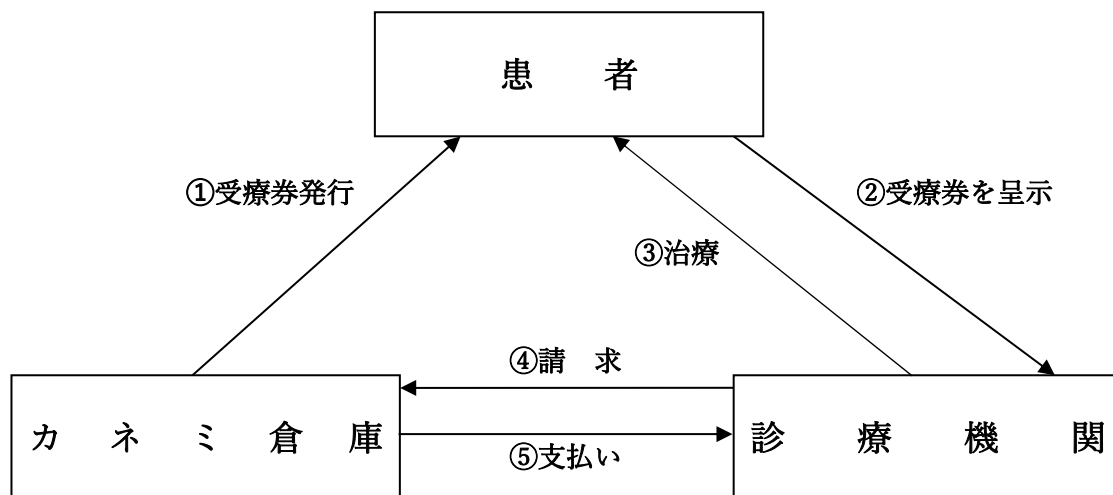 患者
①受療券発行
②受療券を呈示
③治療
④請 求
カネミ倉庫
診療機関
⑤支払い